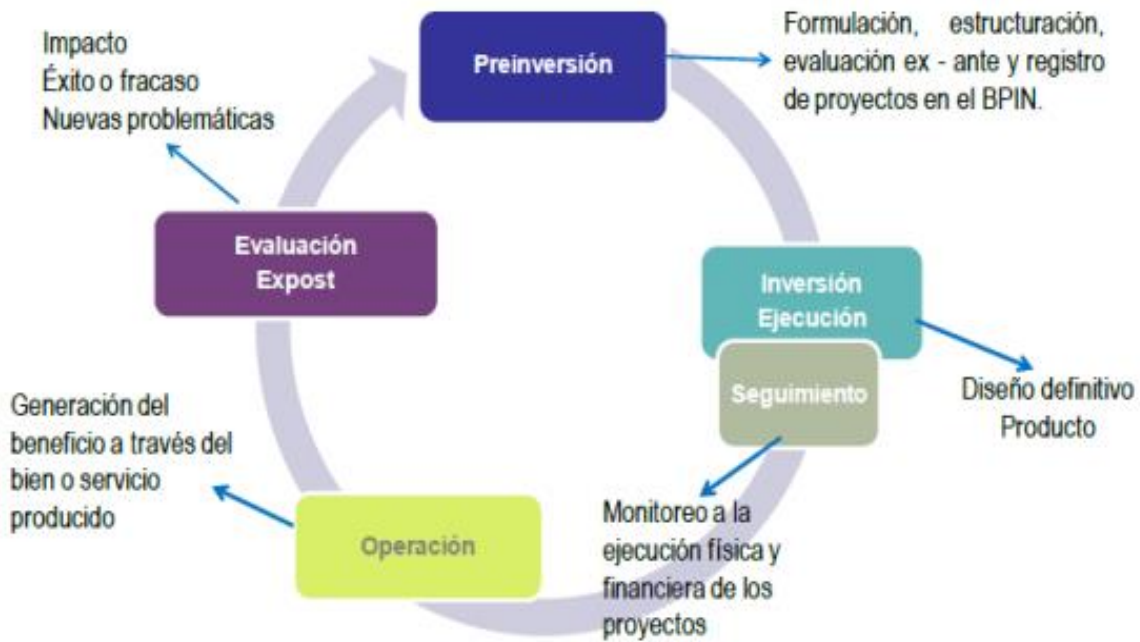 Preinversión
Formulación, estructuración,
evaluación ex - ante y registro
de proyectos en el BPIN.
Inversión
Ejecución
Diseño definitivo
Producto
Seguimiento
Monitoreo a la
ejecución física y
financiera de los
proyectos
Operación
Generación del
beneficio a través del
bien o servicio
producido
Evaluación
Expost
Impacto
Éxito o fracaso
Nuevas problemáticas